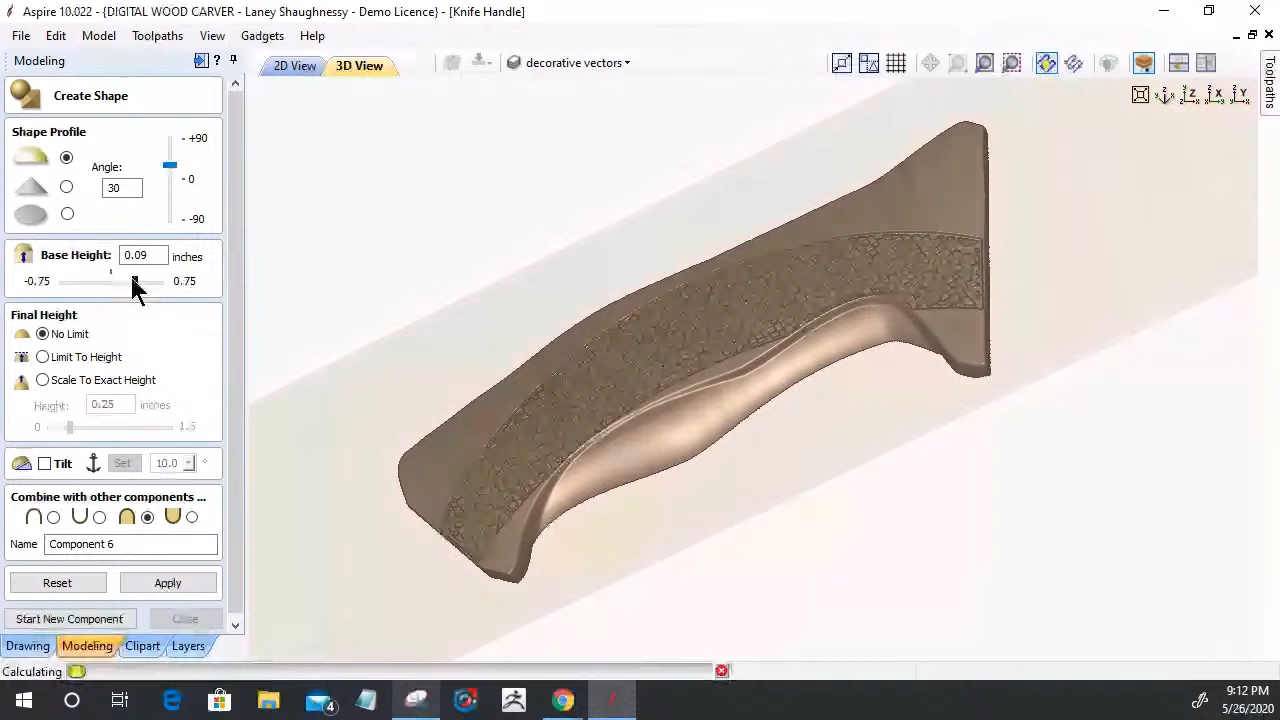 Aspire 10.022 - {DIGITAL WOOD CARVER - Laney Shaughnessy - Demo Licence} - [Knife Handle]
File Edit Model Toolpaths View Gadgets Help
Modeling
2D View 3D View decorative vectors
Toolpaths
Z X Y
Create Shape
Shape Profile
+90
Angle:
- 0
30
- -90
Base Height: 0.09 inches
-0.75 0.75
Final Height
No Limit
Limit To Height
Scale To Exact Height
Height: 0.25 inches
0 1.5
Tilt Set 10.0 °
Combine with other components ...
Name Component 6
Reset Apply
Start New Component Close
Drawing Modeling Clipart Layers
Calculating
4
9:12 PM
5/26/2020